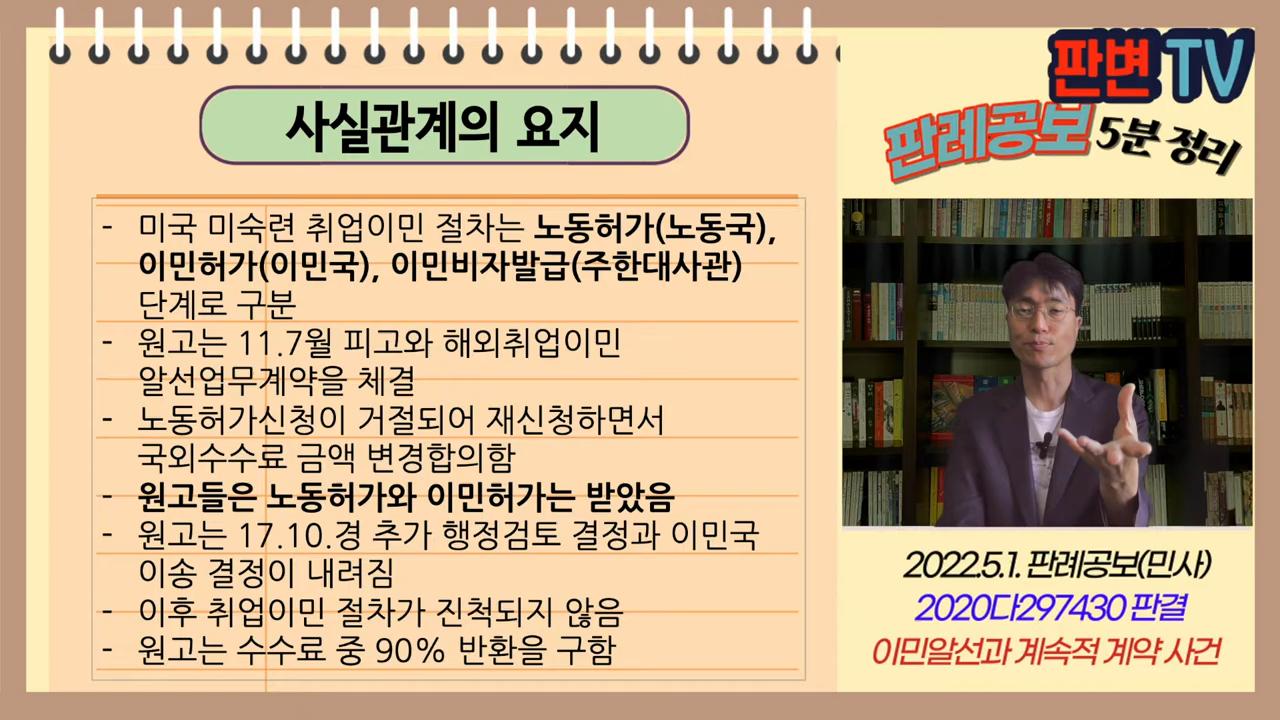 사실관계의 요지
- 미국 미숙련 취업이민 절차는 노동허가(노동국),
이민허가(이민국), 이민비자발급(주한대사관)
단계로 구분
- 원고는 11.7월 피고와 해외취업이민
알선업무계약을 체결
- 노동허가신청이 거절되어 재신청하면서
국외수수료 금액 변경합의함
- 원고들은 노동허가와 이민허가는 받았음
- 원고는 17.10.경 추가 행정검토 결정과 이민국
이송 결정이 내려짐
- 이후 취업이민 절차가 진척되지 않음
- 원고는 수수료 중 90% 반환을 구함
판변 TV
판례공보 5분 정리
2022.5.1. 판례공보(민사)
2020다297430 판결
이민알선과 계속적 계약 사건